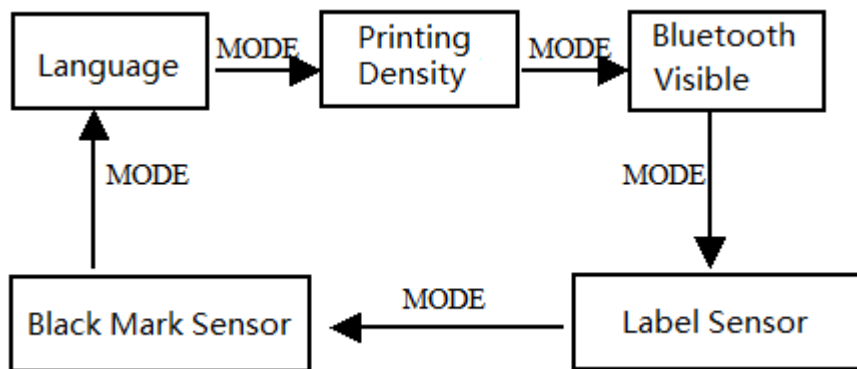 Language
MODE
Printing
Density
MODE
Bluetooth
Visible
MODE
MODE
Black Mark Sensor
MODE
Label Sensor